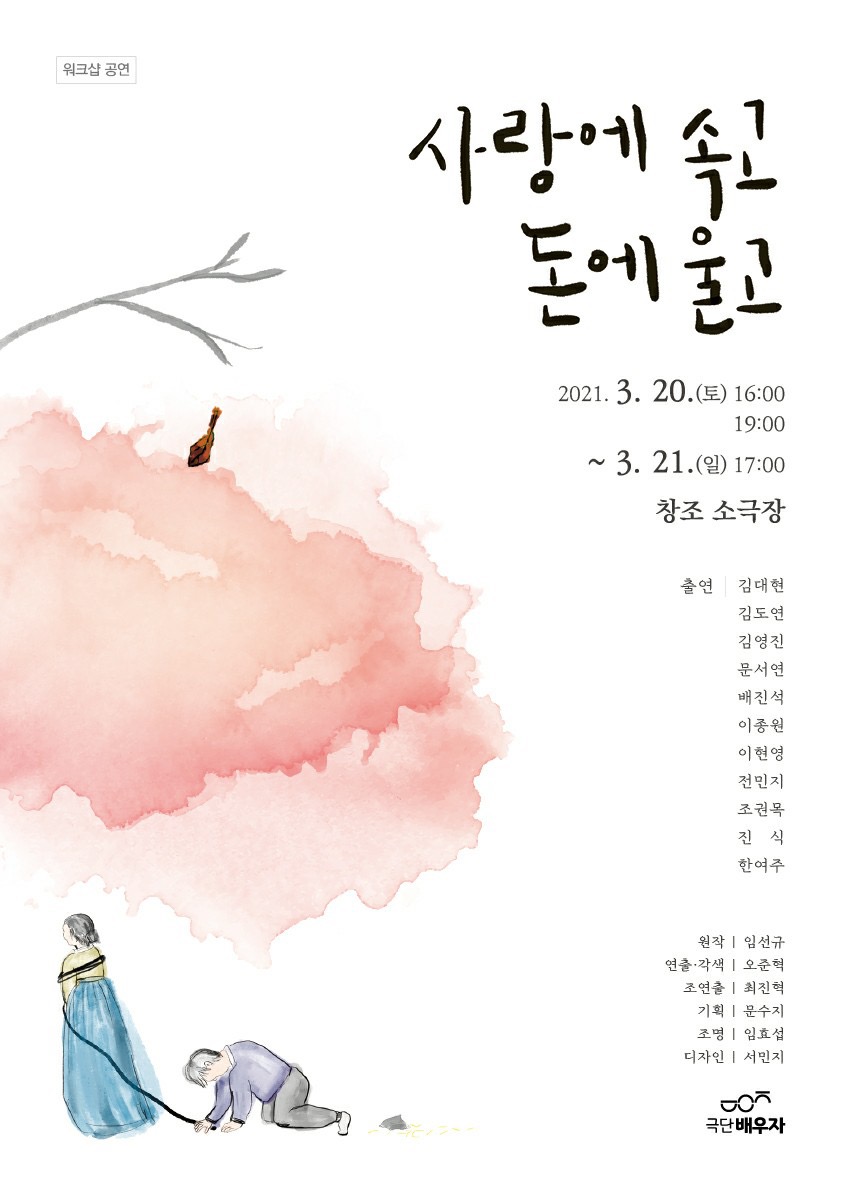 워크샵 공연
사랑에 속고
돈에 울고
2021. 3. 20.(토) 16:00
19:00
~ 3. 21.(일) 17:00
창조 소극장
출연 | 김대현
김도연
김영진
문서연
배진석
이종원
이현영
전민지
조권목
진 식
한여주
원작 | 임선규
연출·각색 | 오준혁
조연출 | 최진혁
기획 | 문수지
조명 | 임효섭
디자인 | 서민지
극단 배우자